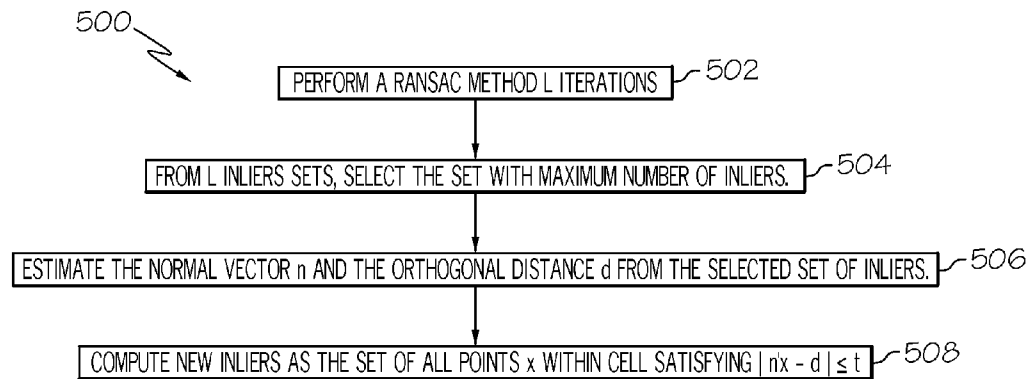 500
PERFORM A RANSAC METHOD L ITERATIONS
502
FROM L INLIERS SETS, SELECT THE SET WITH MAXIMUM NUMBER OF INLIERS.
504
ESTIMATE THE NORMAL VECTOR n AND THE ORTHOGONAL DISTANCE d FROM THE SELECTED SET OF INLIERS.
506
COMPUTE NEW INLIERS AS THE SET OF ALL POINTS x WITHIN CELL SATISFYING | n'x - d | ≤ t
508